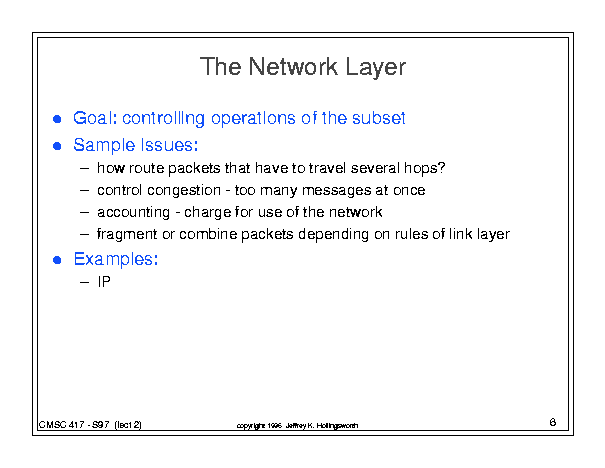 The Network Layer
● Goal: controlling operations of the subset
● Sample Issues:
– how route packets that have to travel several hops?
– control congestion - too many messages at once
– accounting - charge for use of the network
– fragment or combine packets depending on rules of link layer
● Examples:
– IP
CMSC 417 - S97 (lect 2)
copyright 1996 Jeffrey K. Hollingsworth
6